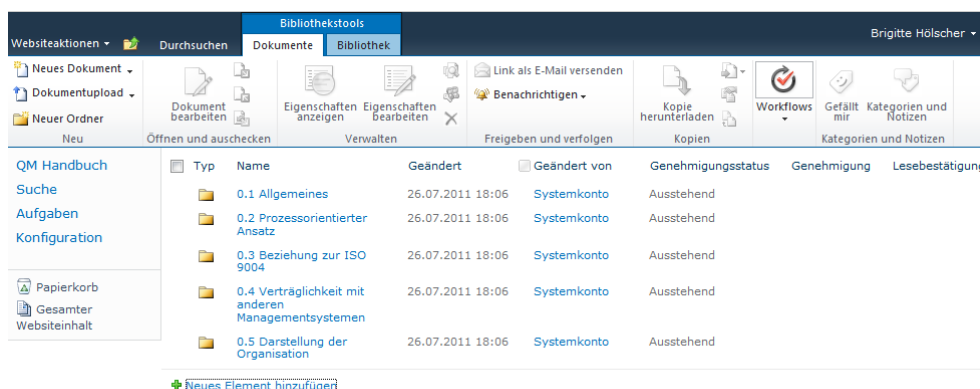 Bibliothekstools
Websiteaktionen
Durchsuchen
Dokumente
Bibliothek
Brigitte Hölscher
Neues Dokument
Dokumentupload
Neuer Ordner
Neu
Dokument
bearbeiten
Öffnen und auschecken
Eigenschaften
anzeigen
Eigenschaften
bearbeiten
Verwalten
Link als E-Mail versenden
Benachrichtigen
Freigeben und verfolgen
Kopie
herunterladen
Kopien
Workflows
Gefällt
mir
Kategorien und
Notizen
Kategorien und Notizen
QM Handbuch
Suche
Aufgaben
Konfiguration
Papierkorb
Gesamter
Websiteinhalt
Typ Name Geändert Geändert von Genehmigungsstatus Genehmigung Lesebestätigung
0.1 Allgemeines 26.07.2011 18:06 Systemkonto Ausstehend
0.2 Prozessorientierter 26.07.2011 18:06 Systemkonto Ausstehend
Ansatz
0.3 Beziehung zur ISO 26.07.2011 18:06 Systemkonto Ausstehend
9004
0.4 Verträglichkeit mit 26.07.2011 18:06 Systemkonto Ausstehend
anderen
Managementsystemen
0.5 Darstellung der 26.07.2011 18:06 Systemkonto Ausstehend
Organisation
Neues Element hinzufügen